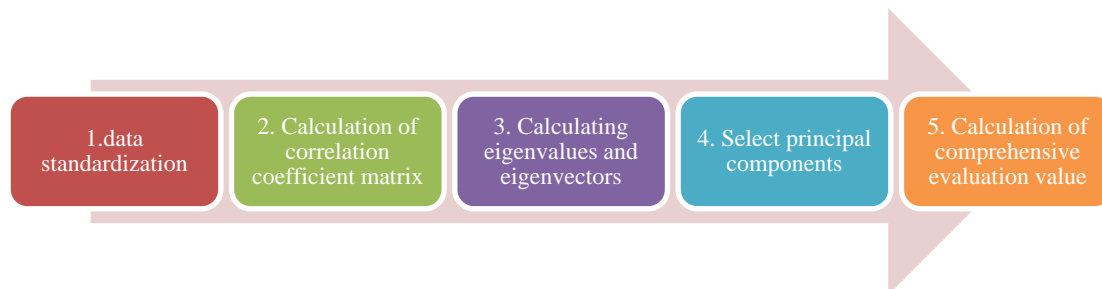 1.data
standardization
2. Calculation of
correlation
coefficient matrix
3. Calculating
eigenvalues and
eigenvectors
4. Select principal
components
5. Calculation of
comprehensive
evaluation value